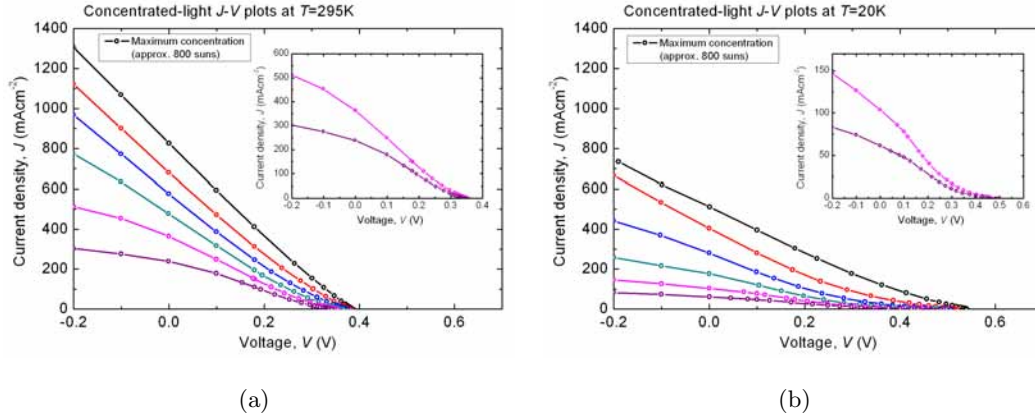 Concentrated-light J-V plots at T=295K
Maximum concentration
(approx. 800 suns)
Current density, J (mAcm⁻²)
1400
1200
1000
800
600
400
200
0
-0.2
0.0
0.2
0.4
0.6
Voltage, V (V)
Current density, J (mAcm⁻²)
600
500
400
300
200
100
0
-0.2 -0.1 0.0 0.1 0.2 0.3 0.4
Voltage, V (V)
(a)
Concentrated-light J-V plots at T=20K
Maximum concentration
(approx. 800 suns)
Current density, J (mAcm⁻²)
1400
1200
1000
800
600
400
200
0
-0.2
0.0
0.2
0.4
0.6
Voltage, V (V)
Current density, J (mAcm⁻²)
150
100
50
0
-0.2 -0.1 0.0 0.1 0.2 0.3 0.4 0.5 0.6
Voltage, V (V)
(b)